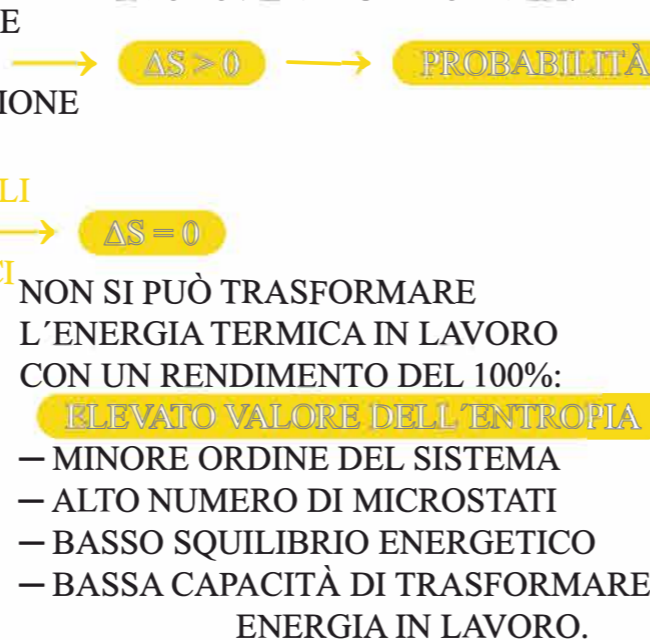 E
ΔS > 0
PROBABILITÀ
IONE
LI
ΔS = 0
CI
NON SI PUÒ TRASFORMARE
L´ENERGIA TERMICA IN LAVORO
CON UN RENDIMENTO DEL 100%:
ELEVATO VALORE DELL´ENTROPIA
— MINORE ORDINE DEL SISTEMA
— ALTO NUMERO DI MICROSTATI
— BASSO SQUILIBRIO ENERGETICO
— BASSA CAPACITÀ DI TRASFORMARE
ENERGIA IN LAVORO.